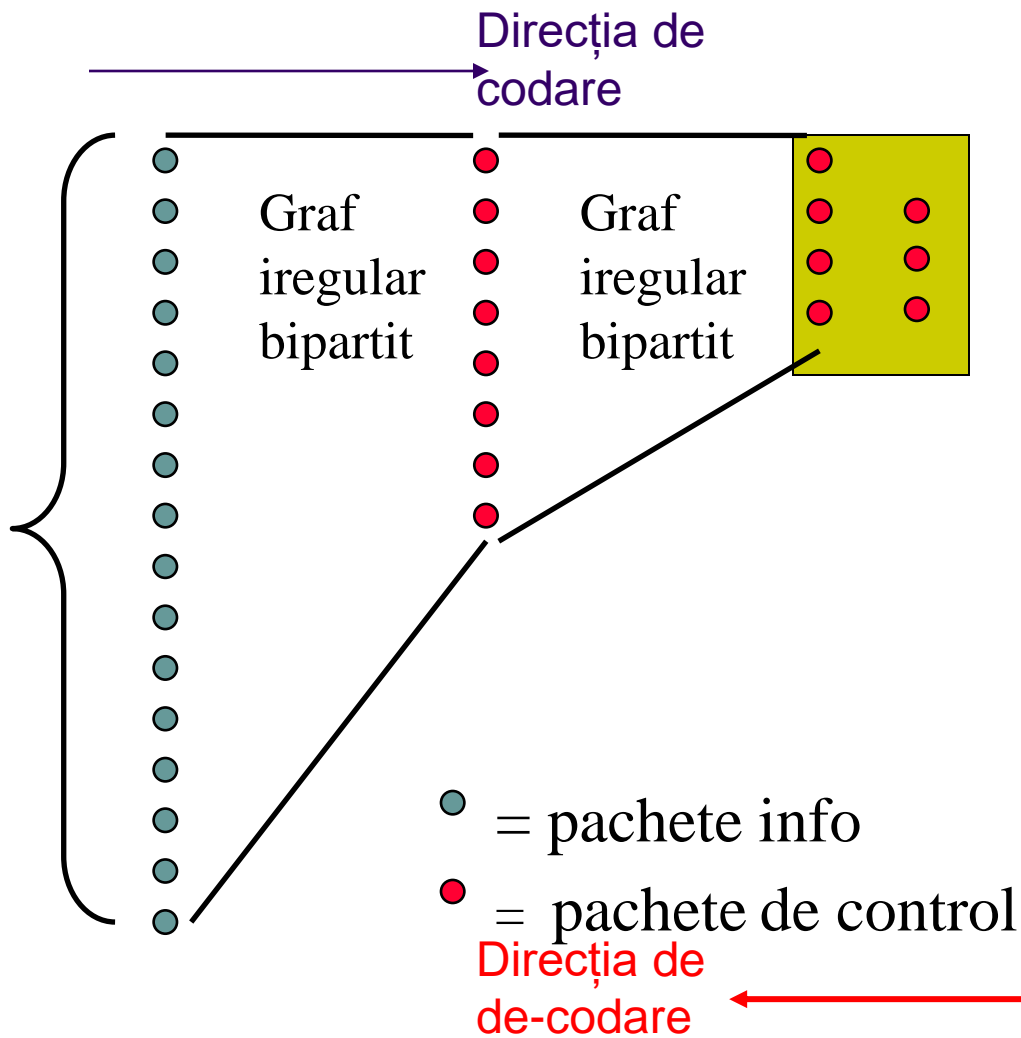 Direcția de
codare
Graf
iregular
bipartit
Graf
iregular
bipartit
= pachete info
= pachete de control
Direcția de
de-codare